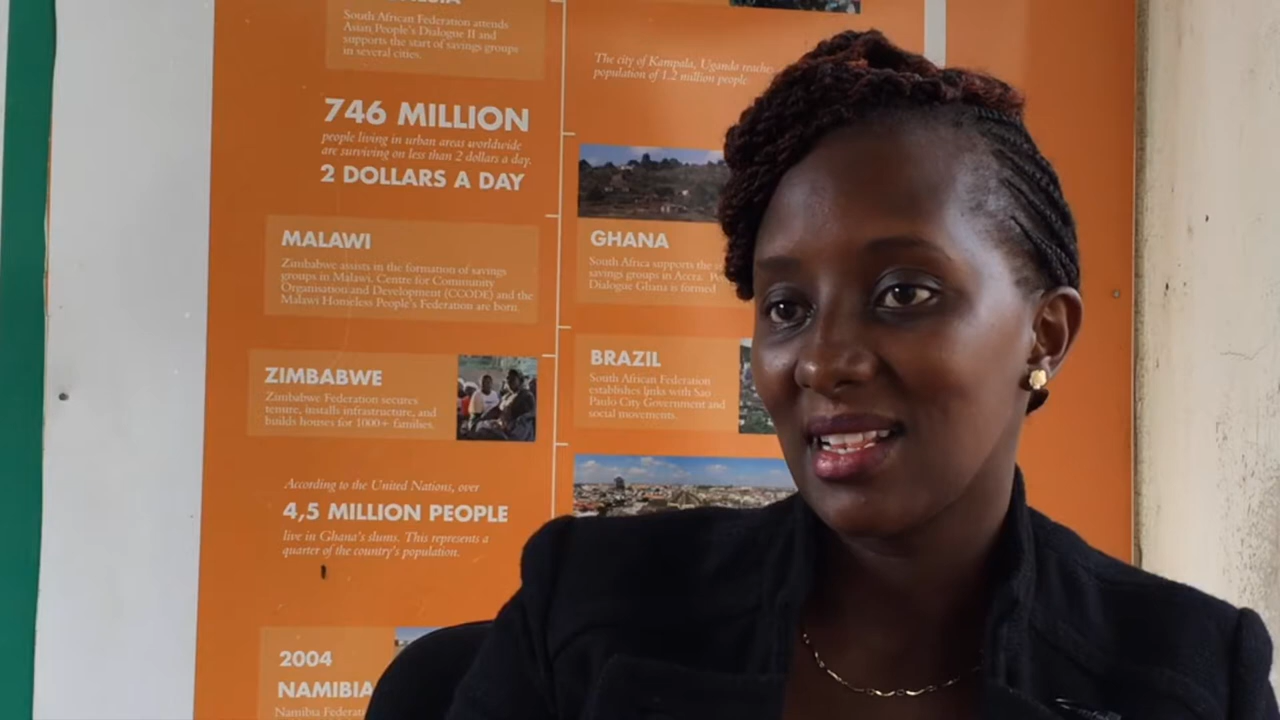 South African Federation attends
Asian People's Dialogue II and
supports the start of savings groups
in several cities.
746 MILLION
people living in urban areas worldwide
are surviving on less than 2 dollars a day.
2 DOLLARS A DAY
MALAWI
Zimbabwe assists in the formation of savings
groups in Malawi. Centre for Community
Organisation and Development (CCODE) and the
Malawi Homeless People's Federation are born.
ZIMBABWE
Zimbabwe Federation secures
tenure, installs infrastructure, and
builds houses for 1000+ families.
According to the United Nations, over
4,5 MILLION PEOPLE
live in Ghana's slums. This represents a
quarter of the country's population.
2004
NAMIBIA
Namibia
The city of Kampala, Uganda reaches
population of 1.2 million people
GHANA
South Africa supports the
savings groups in Accra.
Dialogue Ghana is formed
BRAZIL
South African Federation
establishes links with Sao
Paulo City Government and
social movements.